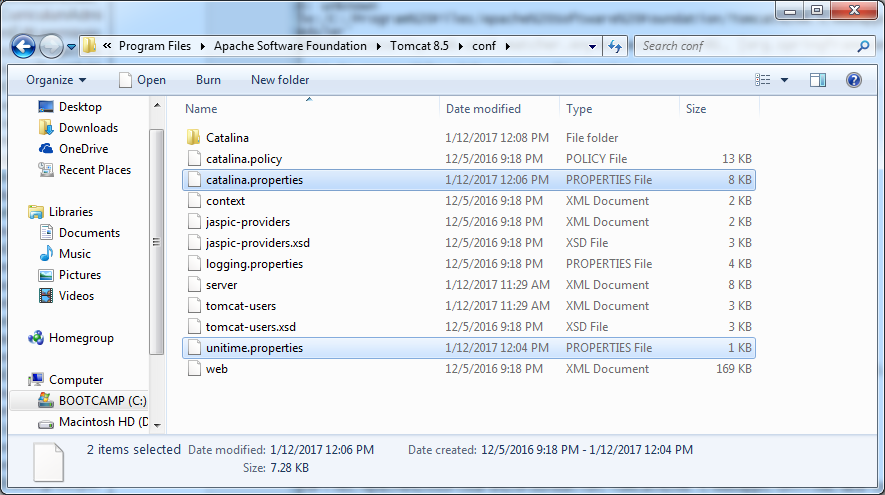 « Program Files ▸ Apache Software Foundation ▸ Tomcat 8.5 ▸ conf ▸ Search conf
Organize Open Burn New folder
Desktop
Downloads
OneDrive
Recent Places
Libraries
Documents
Music
Pictures
Videos
Homegroup
Computer
BOOTCAMP (C:)
Macintosh HD (D
Name Date modified Type Size
Catalina 1/12/2017 12:08 PM File folder
catalina.policy 12/5/2016 9:18 PM POLICY File 13 KB
catalina.properties 1/12/2017 12:06 PM PROPERTIES File 8 KB
context 12/5/2016 9:18 PM XML Document 2 KB
jaspic-providers 12/5/2016 9:18 PM XML Document 2 KB
jaspic-providers.xsd 12/5/2016 9:18 PM XSD File 3 KB
logging.properties 12/5/2016 9:18 PM PROPERTIES File 4 KB
server 1/12/2017 11:29 AM XML Document 8 KB
tomcat-users 1/12/2017 11:29 AM XML Document 3 KB
tomcat-users.xsd 12/5/2016 9:18 PM XSD File 3 KB
unitime.properties 1/12/2017 12:04 PM PROPERTIES File 1 KB
web 12/5/2016 9:18 PM XML Document 169 KB
2 items selected Date modified: 1/12/2017 12:06 PM Date created: 12/5/2016 9:18 PM - 1/12/2017 12:04 PM
Size: 7.28 KB